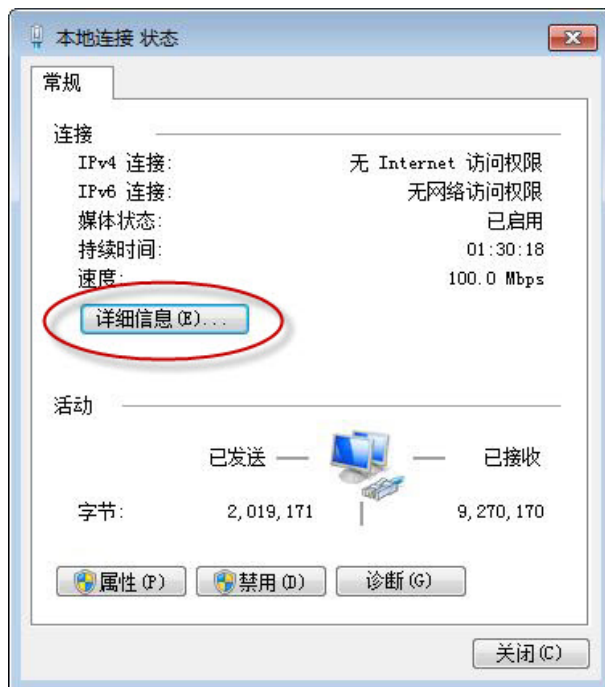 本地连接 状态
常规
连接
IPv4 连接: 无 Internet 访问权限
IPv6 连接: 无网络访问权限
媒体状态: 已启用
持续时间: 01:30:18
速度: 100.0 Mbps
详细信息(E)...
活动
已发送 — — 已接收
字节: 2,019,171 | 9,270,170
属性(P) 禁用(D) 诊断(G)
关闭(C)